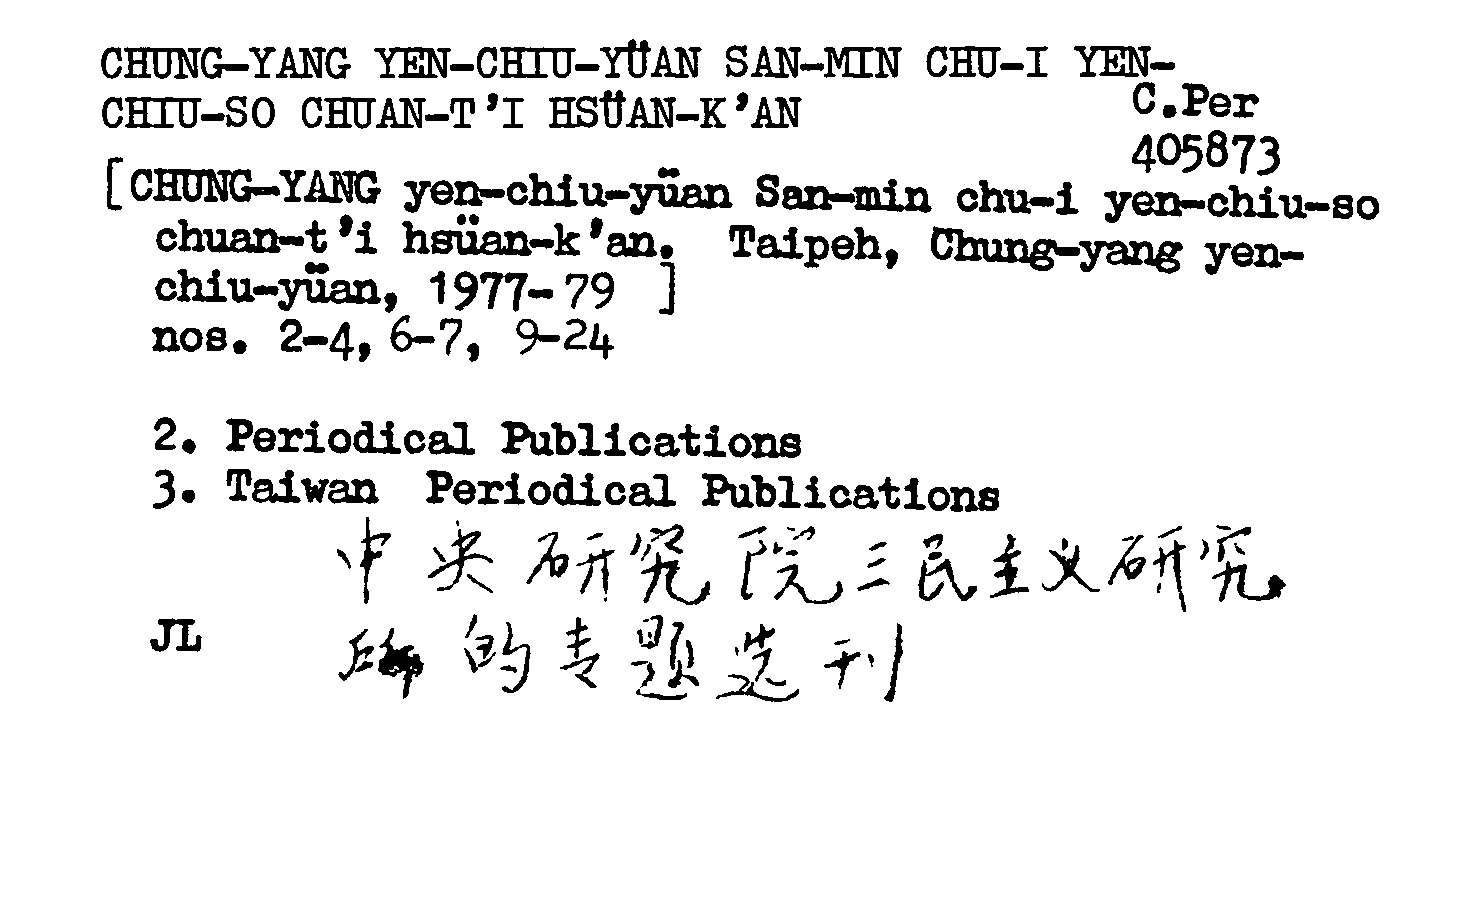 CHUNG-YANG YEN-CHIU-YÜAN SAN-MIN CHU-I YEN-
CHIU-SO CHUAN-T'I HSÜAN-K'AN
C.Per
405873
[CHUNG-YANG yen-chiu-yüan San-min chu-i yen-chiu-so
chuan-t'i hsüan-k'an. Taipeh, Chung-yang yen-
chiu-yüan, 1977-79 ]
nos. 2-4, 6-7, 9-24
2. Periodical Publications
3. Taiwan Periodical Publications
中央研究院三民主义研究
JL
所的专题选刊